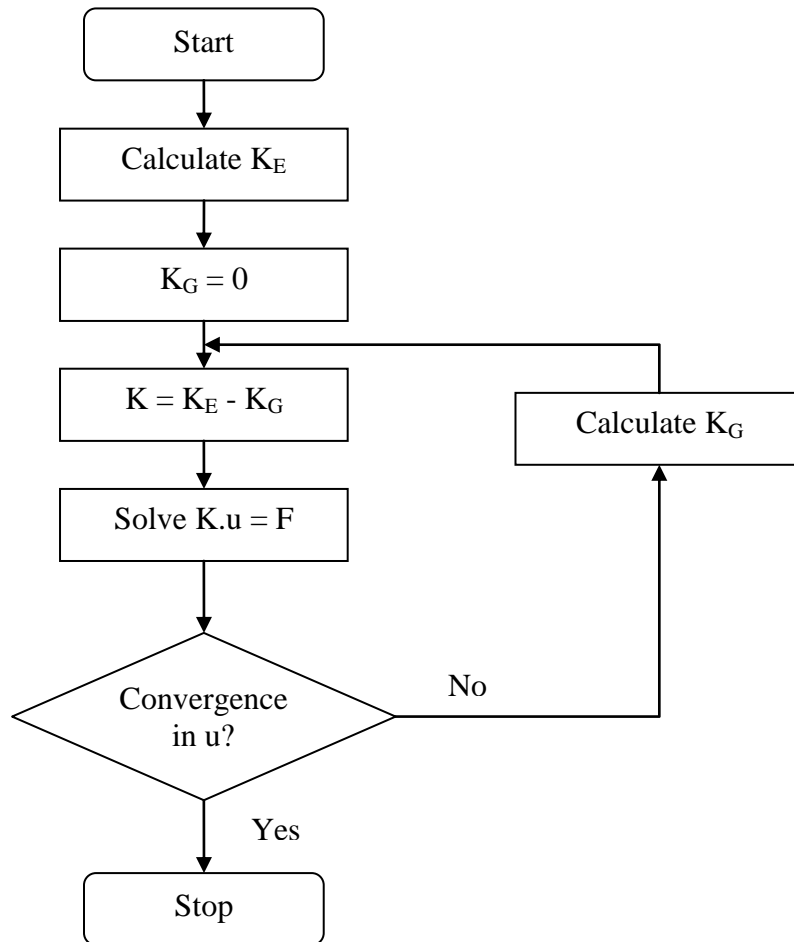 Start
Calculate K_E
K_G = 0
K = K_E - K_G
Calculate K_G
Solve K.u = F
Convergence
in u?
No
Yes
Stop